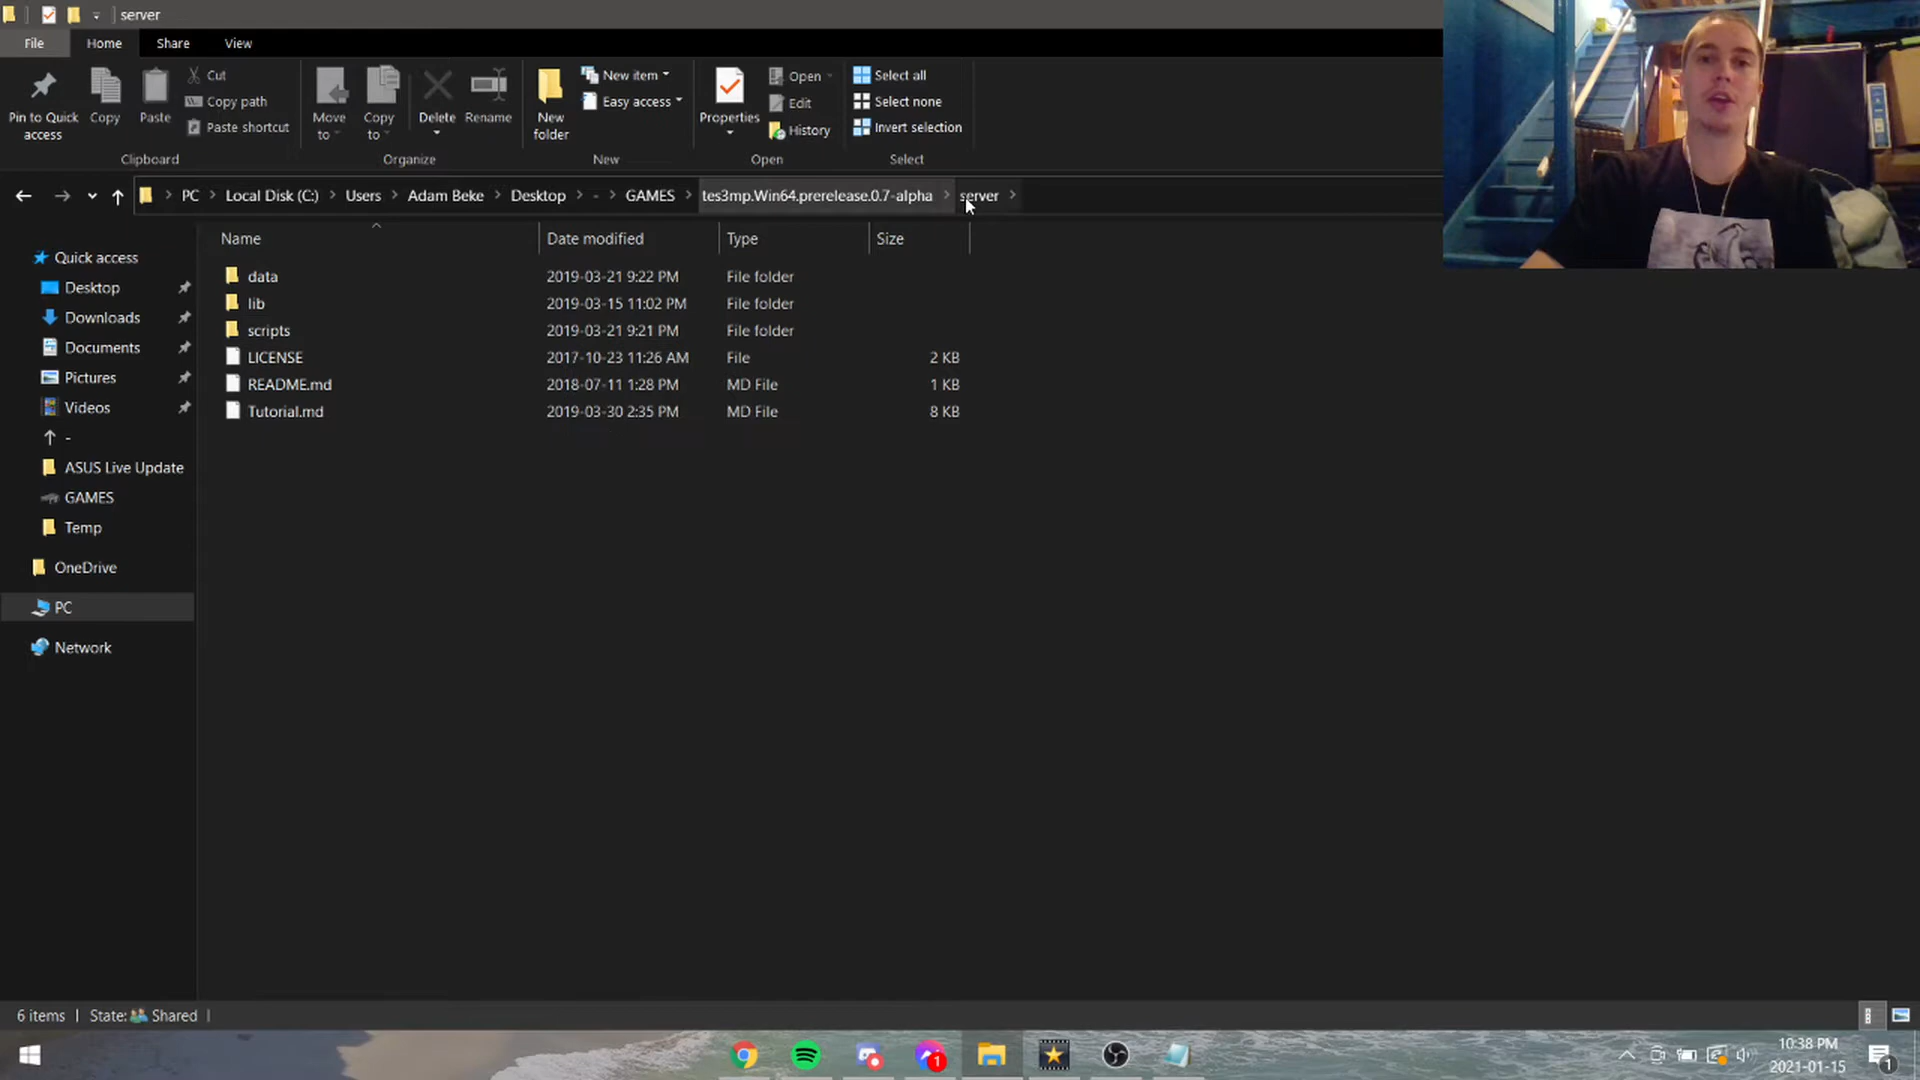 server
File Home Share View
Pin to Quick access
Copy
Paste
Cut
Copy path
Paste shortcut
Clipboard
Move to
Copy to
Delete
Rename
Organize
New folder
New item
Easy access
New
Properties
Open
Edit
History
Open
Select all
Select none
Invert selection
Select
PC Local Disk (C:) Users Adam Beke Desktop - GAMES tes3mp.Win64.prerelease.0.7-alpha server
Name Date modified Type Size
data 2019-03-21 9:22 PM File folder
lib 2019-03-15 11:02 PM File folder
scripts 2019-03-21 9:21 PM File folder
LICENSE 2017-10-23 11:26 AM File 2 KB
README.md 2018-07-11 1:28 PM MD File 1 KB
Tutorial.md 2019-03-30 2:35 PM MD File 8 KB
Quick access
Desktop
Downloads
Documents
Pictures
Videos
-
ASUS Live Update
GAMES
Temp
OneDrive
PC
Network
6 items State: Shared
1
10:38 PM
2021-01-15
1